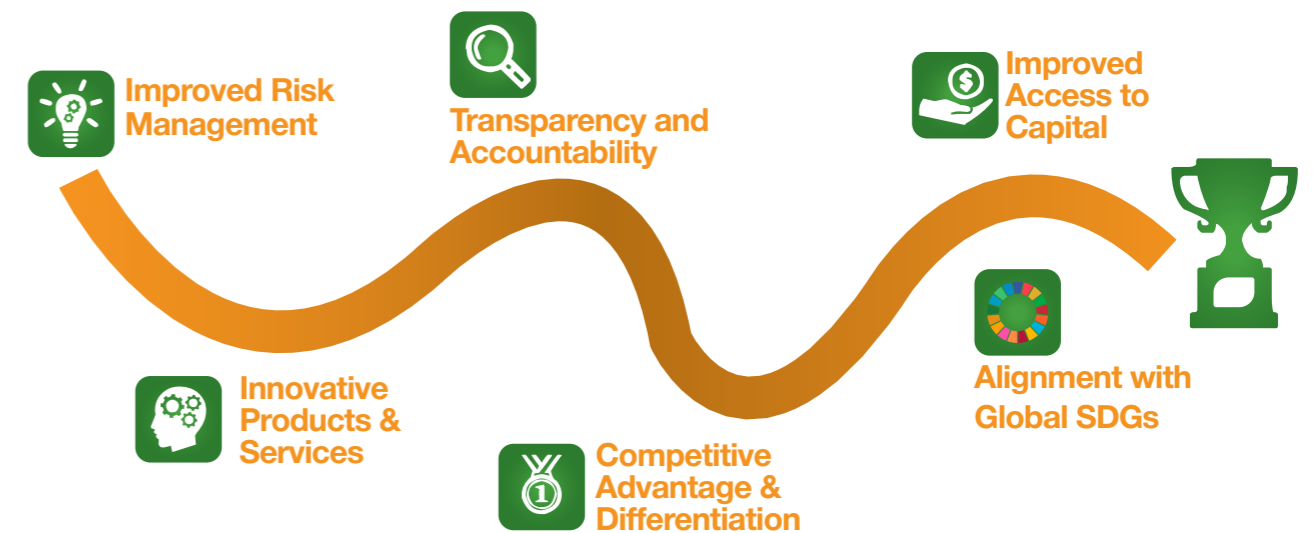 Improved Risk
Management
Innovative
Products &
Services
Transparency and
Accountability
Competitive
Advantage &
Differentiation
Improved
Access to
Capital
Alignment with
Global SDGs
$
1